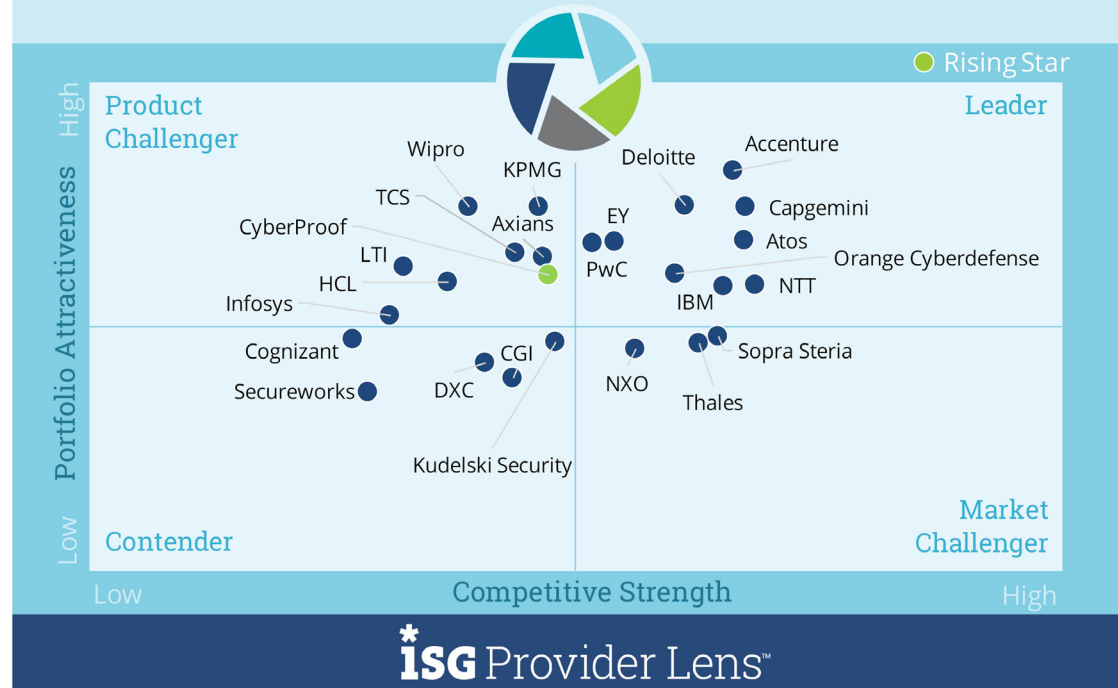 Rising Star
High
Product
Challenger
Leader
Accenture
Wipro
Deloitte
KPMG
TCS
Capgemini
EY
Axians
CyberProof
Atos
LTI
Orange Cyberdefense
PwC
HCL
NTT
IBM
Infosys
Portfolio Attractiveness
Cognizant
CGI
Sopra Steria
NXO
DXC
Secureworks
Thales
Kudelski Security
Market
Challenger
Contender
Low
Low
Competitive Strength
High
*ISG Provider Lens™